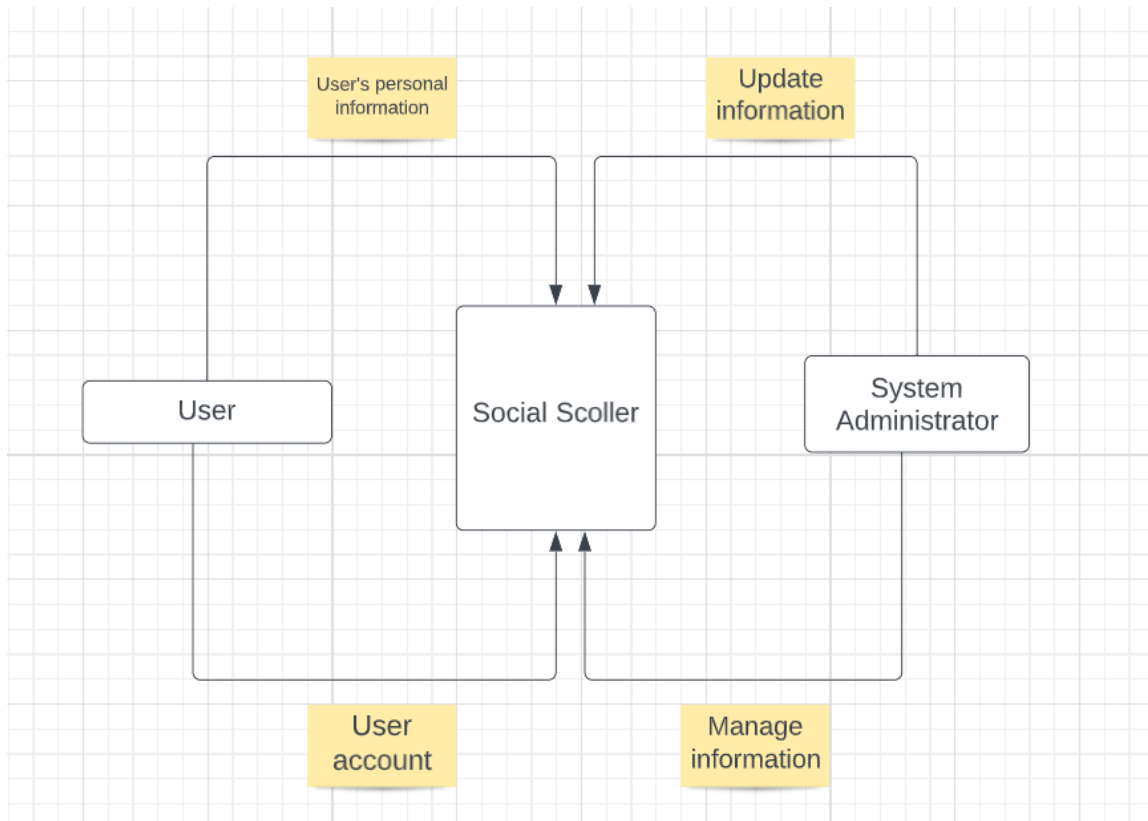 User's personal
information
Update
information
User
Social Scoller
System
Administrator
User
account
Manage
information